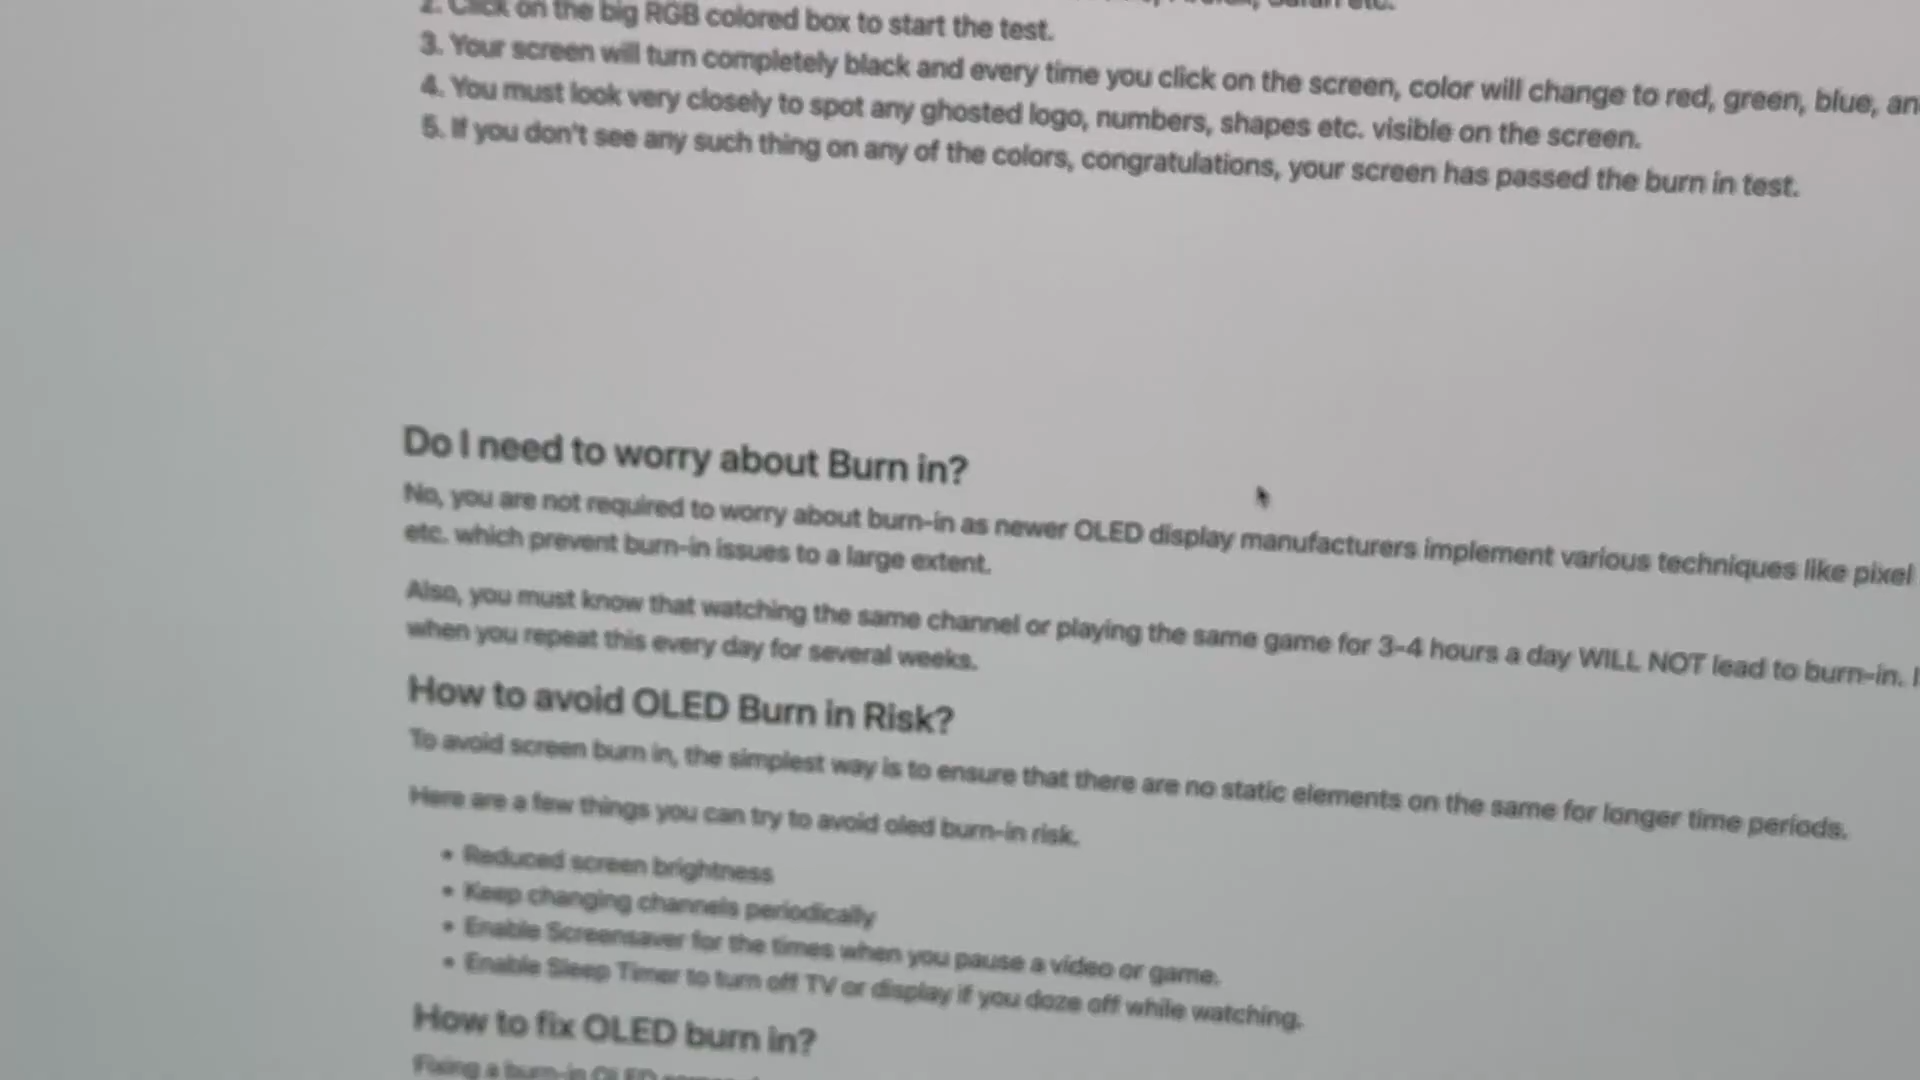 2. Click on the big RGB colored box to start the test.
3. Your screen will turn completely black and every time you click on the screen, color will change to red, green, blue, an
4. You must look very closely to spot any ghosted logo, numbers, shapes etc. visible on the screen.
5. If you don't see any such thing on any of the colors, congratulations, your screen has passed the burn in test.
Do I need to worry about Burn in?
No, you are not required to worry about burn-in as newer OLED display manufacturers implement various techniques like pixel
etc. which prevent burn-in issues to a large extent.
Also, you must know that watching the same channel or playing the same game for 3-4 hours a day WILL NOT lead to burn-in.
when you repeat this every day for several weeks.
How to avoid OLED Burn in Risk?
To avoid screen burn in, the simplest way is to ensure that there are no static elements on the same for longer time periods.
Here are a few things you can try to avoid oled burn-in risk.
• Reduced screen brightness
• Keep changing channels periodically
• Enable Screensaver for the times when you pause a video or game.
• Enable Sleep Timer to turn off TV or display if you doze off while watching.
How to fix OLED burn in?
Fixing a burn-in OLED